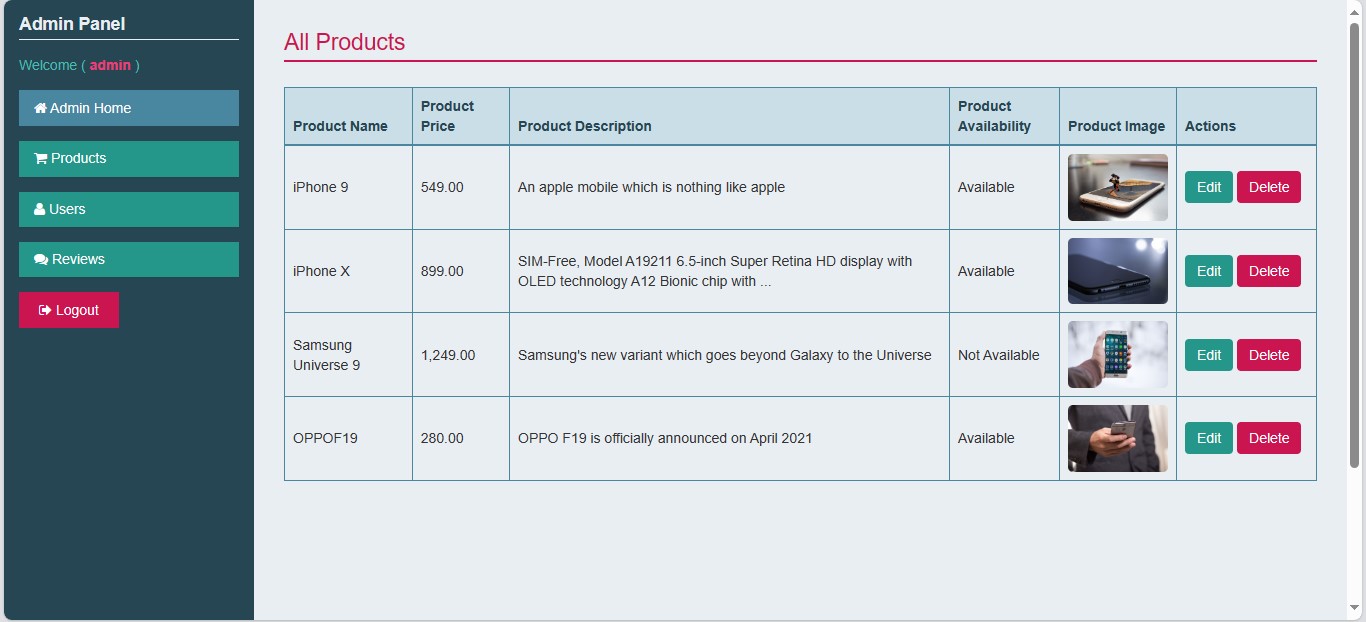 Admin Panel
Welcome ( admin )
Admin Home
Products
Users
Reviews
Logout
All Products
Product Name
Product
Price
Product Description
Product
Availability
Product Image
Actions
iPhone 9
549.00
An apple mobile which is nothing like apple
Available
Edit
Delete
iPhone X
899.00
SIM-Free, Model A19211 6.5-inch Super Retina HD display with
OLED technology A12 Bionic chip with ...
Available
Edit
Delete
Samsung
Universe 9
1,249.00
Samsung's new variant which goes beyond Galaxy to the Universe
Not Available
Edit
Delete
OPPOF19
280.00
OPPO F19 is officially announced on April 2021
Available
Edit
Delete